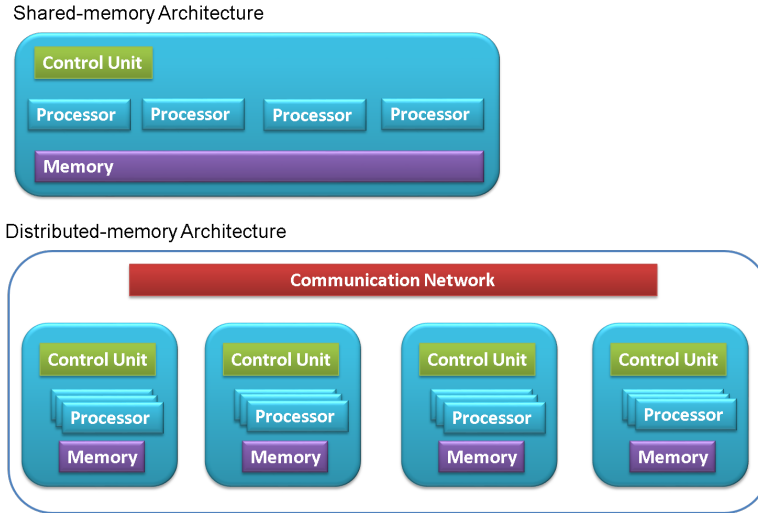 Shared-memory Architecture
Control Unit
Processor Processor Processor Processor
Memory
Distributed-memory Architecture
Communication Network
Control Unit Control Unit Control Unit Control Unit
Processor Processor Processor Processor
Memory Memory Memory Memory